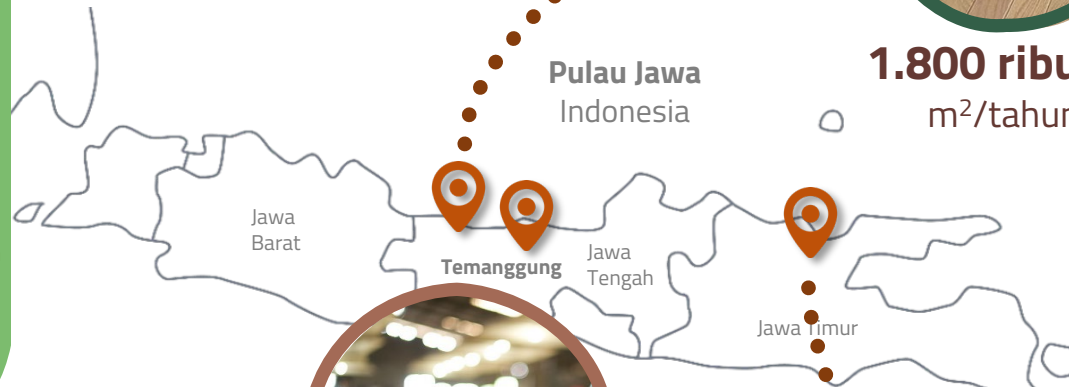 Pulau Jawa
Indonesia
1.800 ribu
m²/tahun
Jawa
Barat
Temanggung
Jawa
Tengah
Jawa Timur